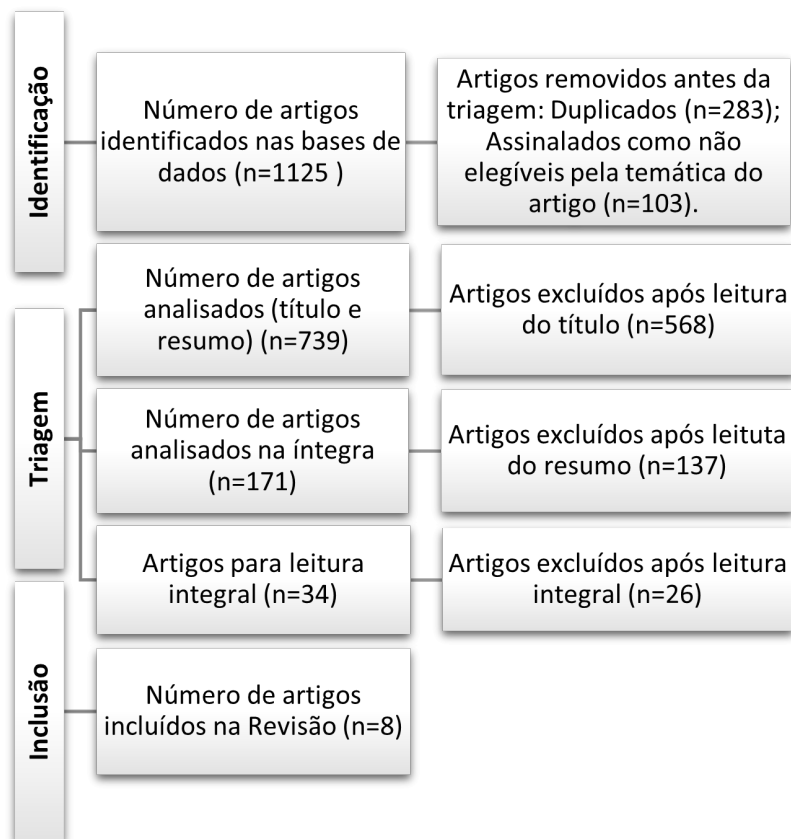 Identificação
Número de artigos
identificados nas bases de
dados (n=1125 )
Artigos removidos antes da
triagem: Duplicados (n=283);
Assinalados como não
elegíveis pela temática do
artigo (n=103).
Triagem
Número de artigos
analisados (título e
resumo) (n=739)
Artigos excluídos após leitura
do título (n=568)
Número de artigos
analisados na íntegra
(n=171)
Artigos excluídos após leituta
do resumo (n=137)
Artigos para leitura
integral (n=34)
Artigos excluídos após leitura
integral (n=26)
Inclusão
Número de artigos
incluídos na Revisão (n=8)